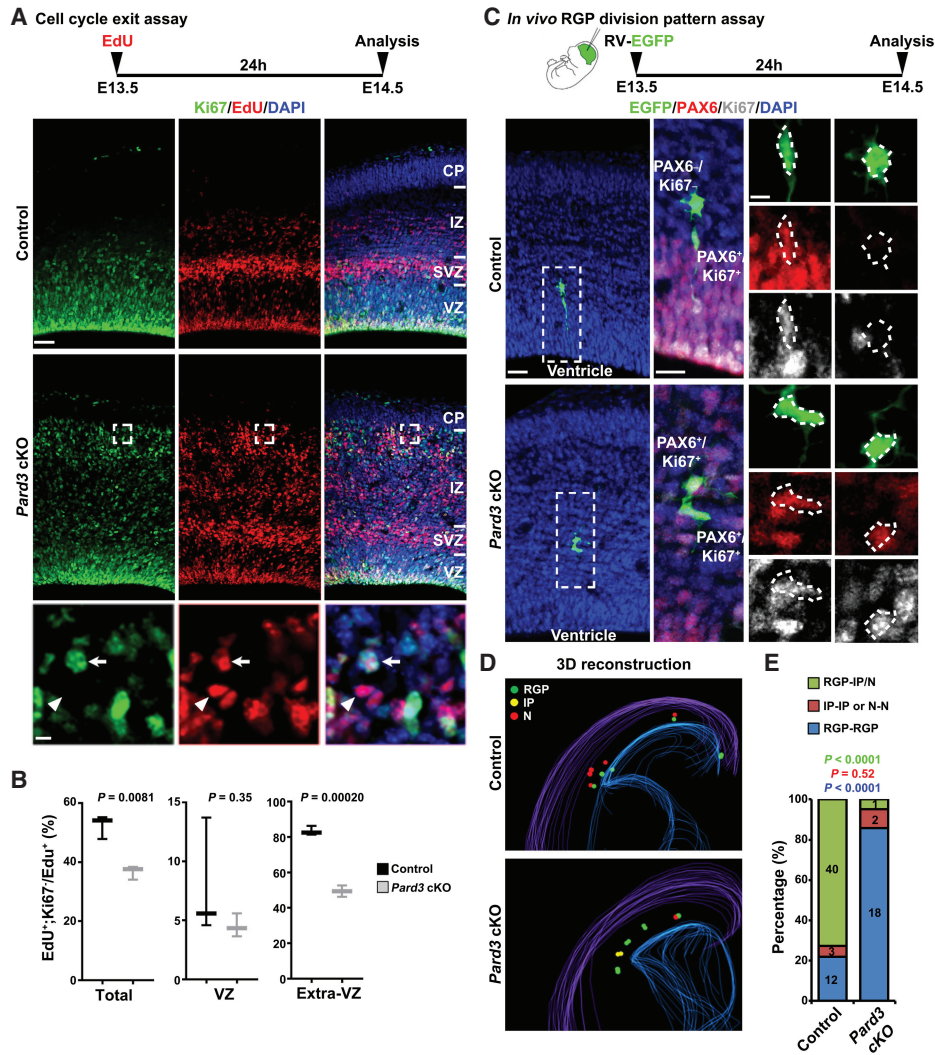 A Cell cycle exit assay
EdU
Analysis
24h
E13.5
E14.5
Ki67/EdU/DAPI
Control
CP
IZ
SVZ
VZ
Pard3 cKO
CP
IZ
SVZ
VZ
B
EdU⁺;Ki67⁻/Edu⁺ (%)
P = 0.0081
60
40
20
0
Total
P = 0.35
15
10
5
0
VZ
P = 0.00020
100
80
60
40
20
0
Extra-VZ
Control
Pard3 cKO
C In vivo RGP division pattern assay
RV-EGFP
Analysis
24h
E13.5
E14.5
EGFP/PAX6/Ki67/DAPI
Control
Ventricle
PAX6⁻/
Ki67⁻
PAX6⁺/
Ki67⁺
Pard3 cKO
Ventricle
PAX6⁺/
Ki67⁺
PAX6⁺/
Ki67⁺
D 3D reconstruction
RGP
IP
N
Control
Pard3 cKO
E
RGP-IP/N
IP-IP or N-N
RGP-RGP
P < 0.0001
P = 0.52
P < 0.0001
Percentage (%)
100
80
60
40
20
0
40
3
12
1
2
18
Control
Pard3
cKO